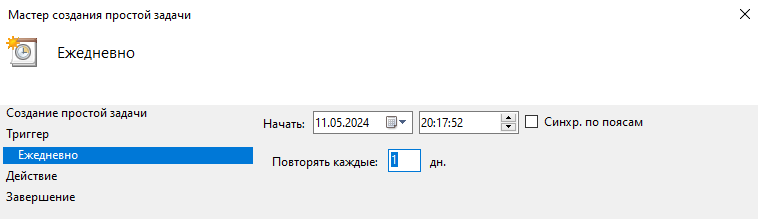 Мастер создания простой задачи
Ежедневно
Создание простой задачи
Триггер
Ежедневно
Действие
Завершение
Начать: 11.05.2024 20:17:52 Синхр. по поясам
Повторять каждые: 1 дн.